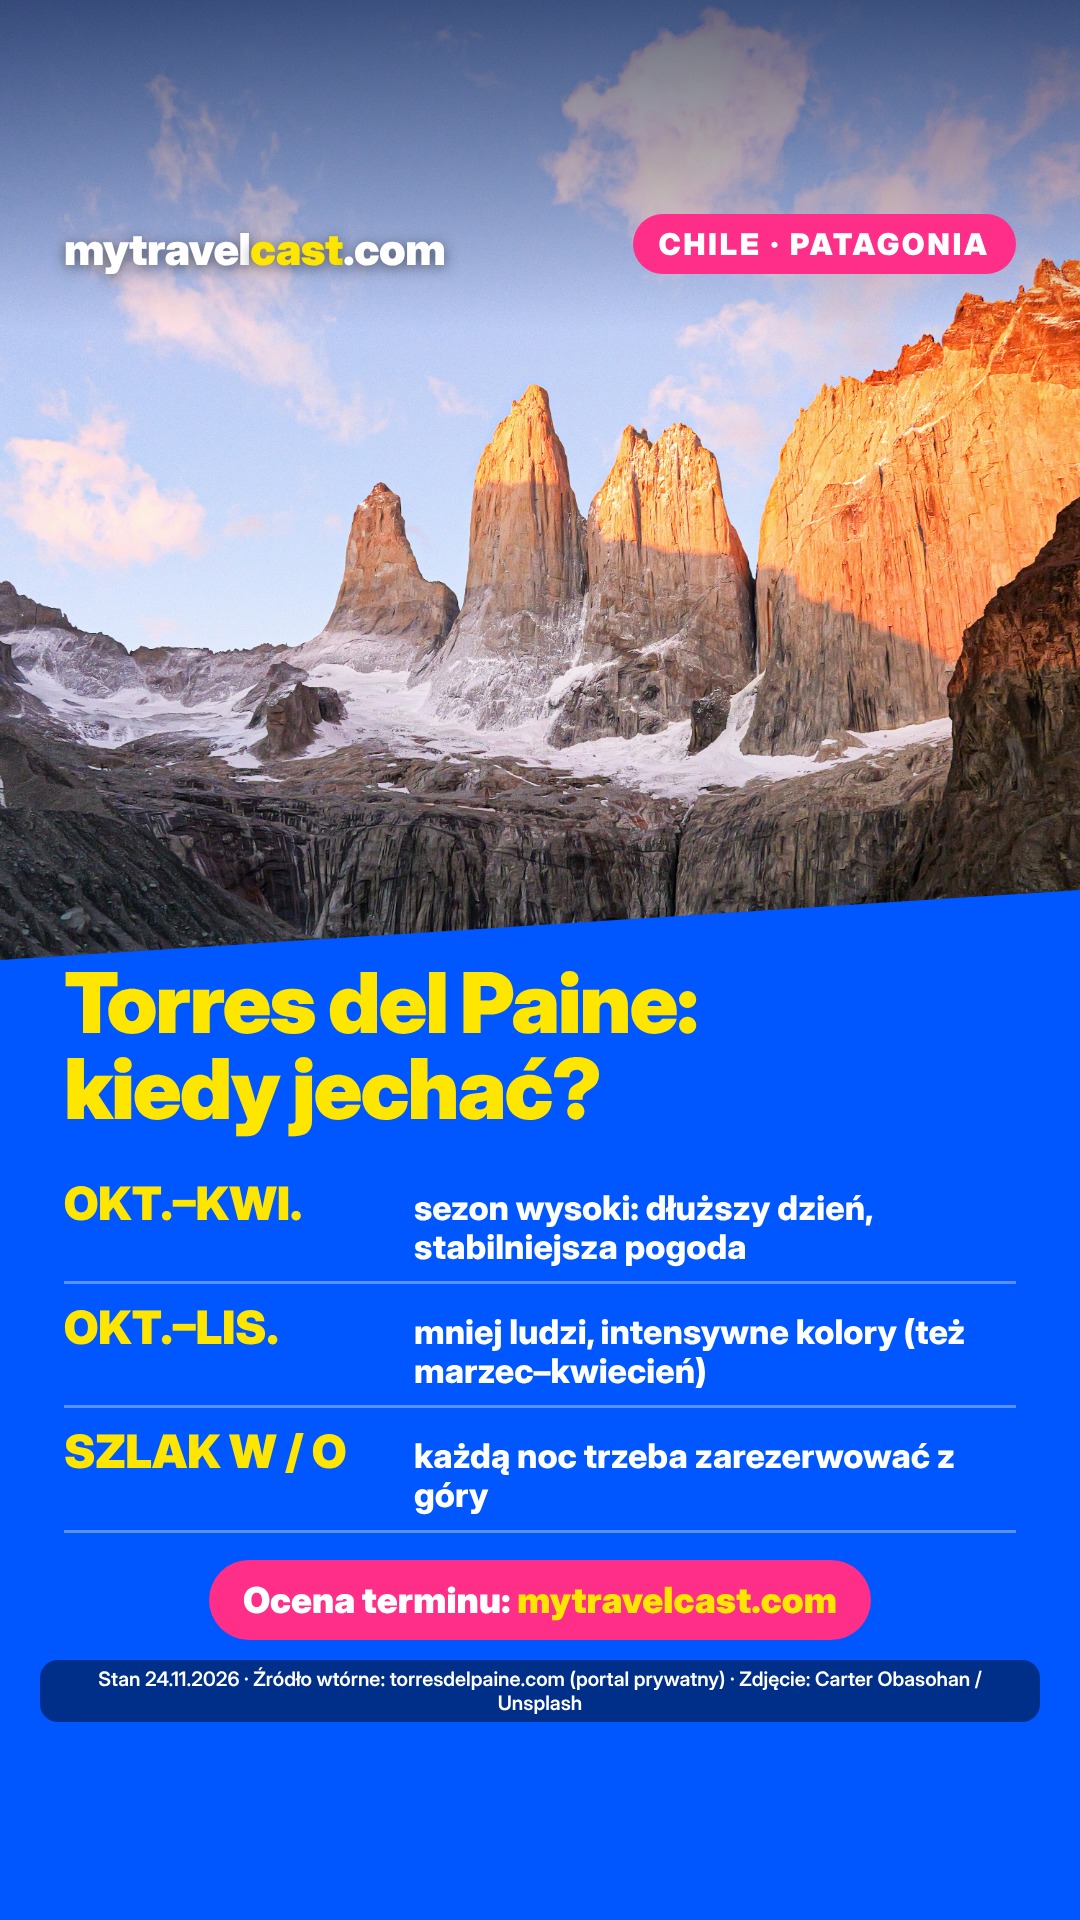 mytravelcast.com
CHILE · PATAGONIA
Torres del Paine:
kiedy jechać?
OKT.–KWI.
sezon wysoki: dłuższy dzień,
stabilniejsza pogoda
OKT.–LIS.
mniej ludzi, intensywne kolory (też
marzec–kwiecień)
SZLAK W / O
każdą noc trzeba zarezerwować z
góry
Ocena terminu: mytravelcast.com
Stan 24.11.2026 · Źródło wtórne: torresdelpaine.com (portal prywatny) · Zdjęcie: Carter Obasohan /
Unsplash